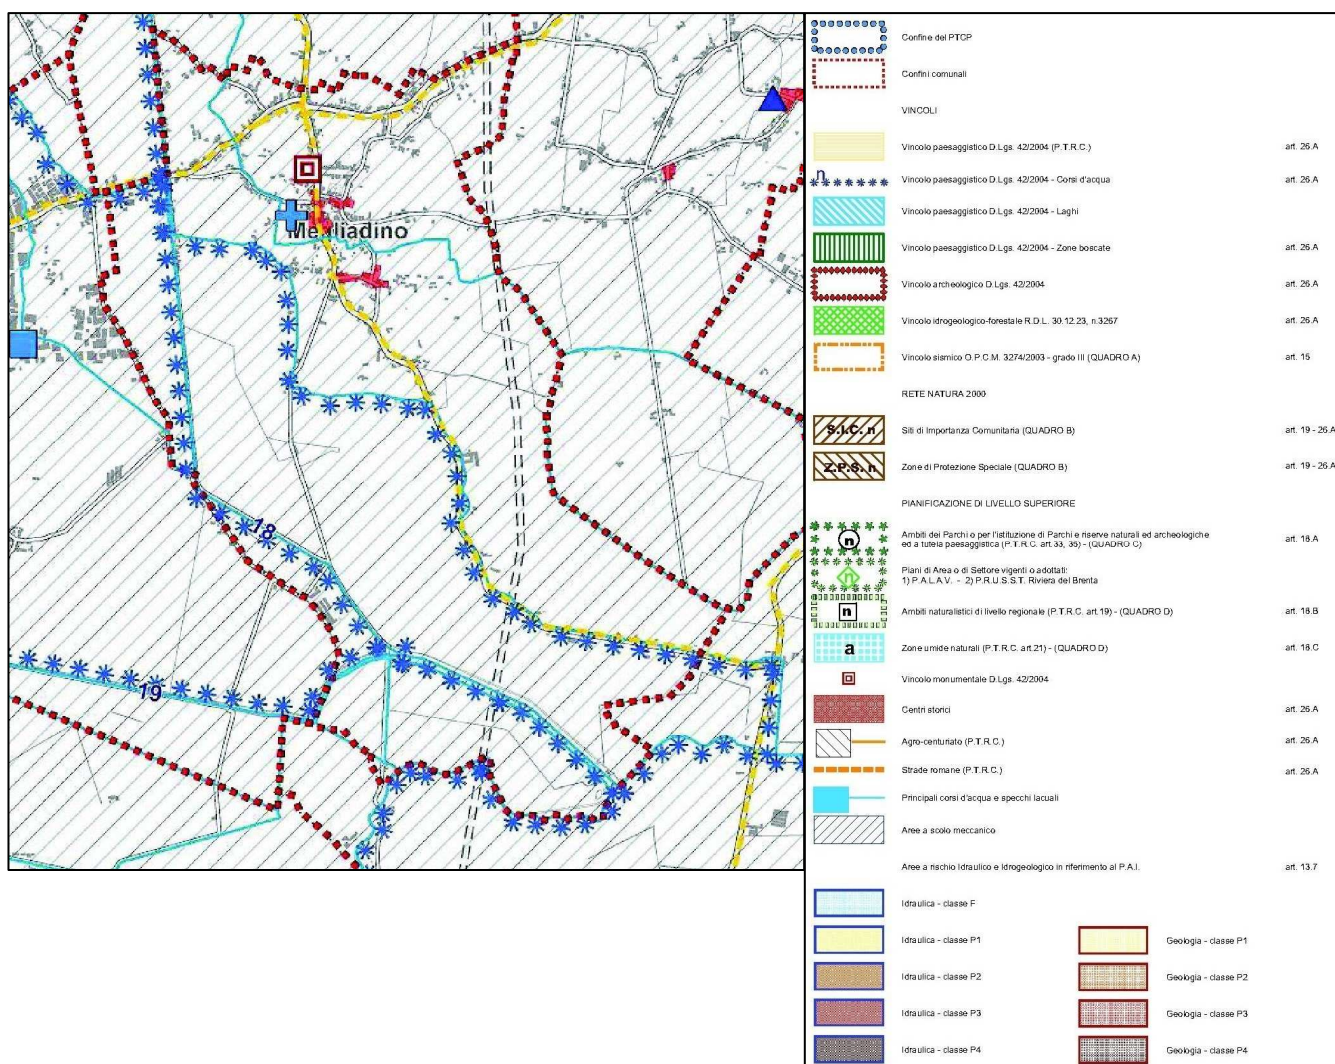 Megliadino
18
19
Confine del PTCP
Confini comunali
VINCOLI
Vincolo paesaggistico D.Lgs. 42/2004 (P.T.R.C.) art. 26.A
n Vincolo paesaggistico D.Lgs. 42/2004 - Corsi d'acqua art. 26.A
Vincolo paesaggistico D.Lgs. 42/2004 - Laghi art. 26.A
Vincolo paesaggistico D.Lgs. 42/2004 - Zone boscate art. 26.A
Vincolo archeologico D.Lgs. 42/2004 art. 26.A
Vincolo idrogeologico-forestale R.D.L. 30.12.23, n.3267 art. 26.A
Vincolo sismico O.P.C.M. 3274/2003 - grado III (QUADRO A) art. 15
RETE NATURA 2000
S.I.C. n Siti di Importanza Comunitaria (QUADRO B) art. 19 - 26.A
Z.P.S. n Zone di Protezione Speciale (QUADRO B) art. 19 - 26.A
PIANIFICAZIONE DI LIVELLO SUPERIORE
n Ambiti dei Parchi o per l'istituzione di Parchi e riserve naturali ed archeologiche
ed a tutela paesaggistica (P.T.R.C. art.33, 35) - (QUADRO C) art. 18.A
n Piani di Area o di Settore vigenti o adottati:
1) P.A.L.A.V. - 2) P.R.U.S.S.T. Riviera del Brenta
n Ambiti naturalistici di livello regionale (P.T.R.C. art.19) - (QUADRO D) art. 18.B
a Zone umide naturali (P.T.R.C. art.21) - (QUADRO D) art. 18.C
Vincolo monumentale D.Lgs. 42/2004
Centri storici art. 26.A
Agro-centuriato (P.T.R.C.) art. 26.A
Strade romane (P.T.R.C.) art. 26.A
Principali corsi d'acqua e specchi lacuali
Aree a scolo meccanico
Aree a rischio Idraulico e Idrogeologico in riferimento al P.A.I. art. 13.7
Idraulica - classe F
Idraulica - classe P1 Geologia - classe P1
Idraulica - classe P2 Geologia - classe P2
Idraulica - classe P3 Geologia - classe P3
Idraulica - classe P4 Geologia - classe P4